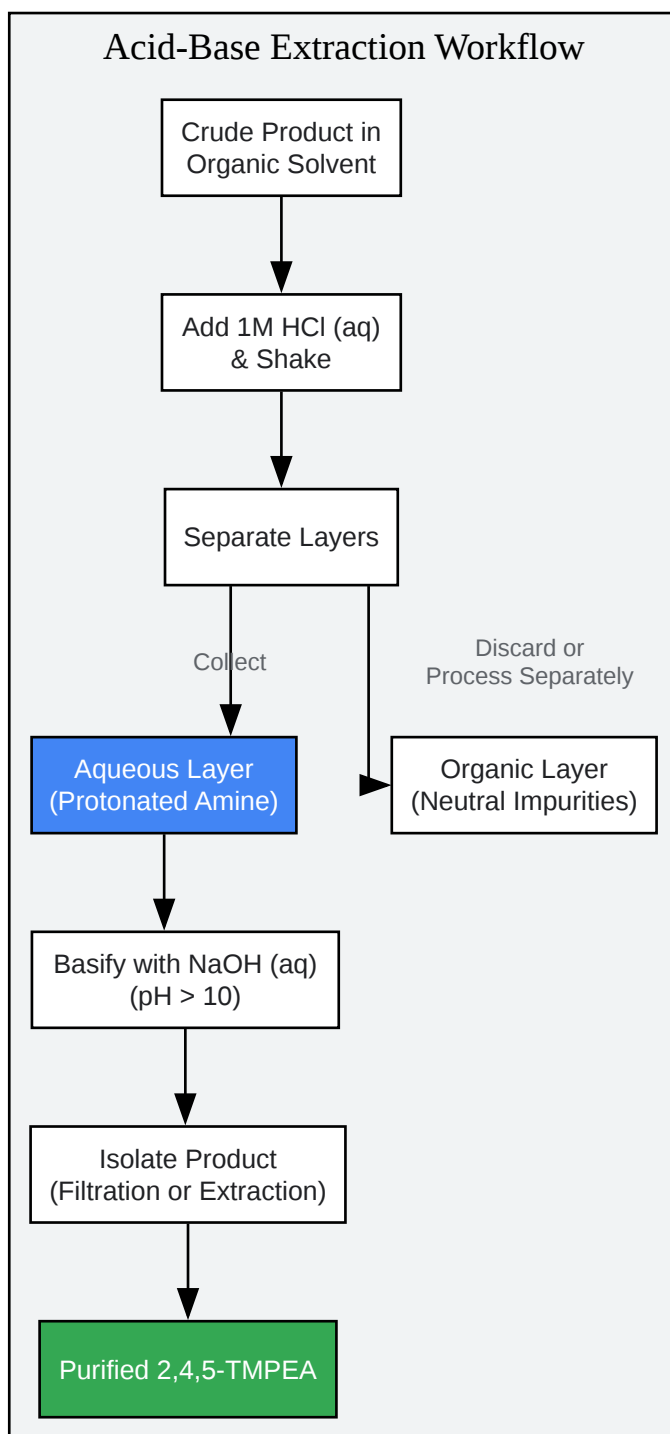 Acid-Base Extraction Workflow
Crude Product in
Organic Solvent
Add 1M HCl (aq)
& Shake
Separate Layers
Collect
Discard or
Process Separately
Aqueous Layer
(Protonated Amine)
Organic Layer
(Neutral Impurities)
Basify with NaOH (aq)
(pH > 10)
Isolate Product
(Filtration or Extraction)
Purified 2,4,5-TMPEA